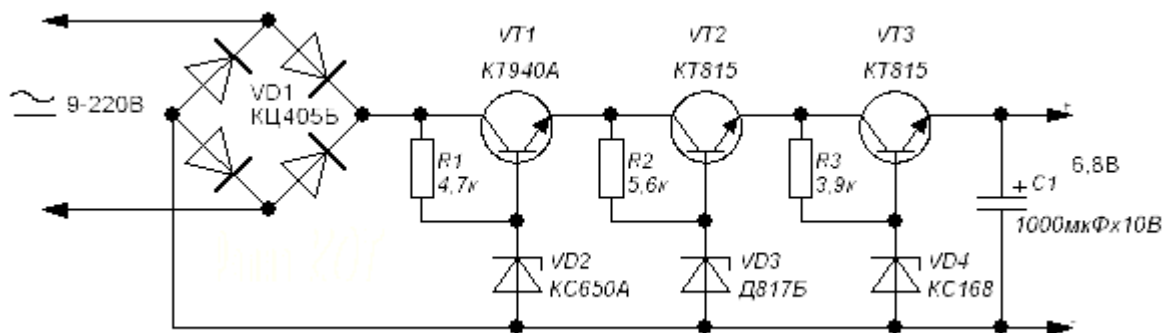 VT1
КТ940А
VT2
КТ815
VT3
КТ815
9-220В
VD1
КЦ405Б
R1
4,7к
R2
5,6к
R3
3,9к
+
6,8В
+ C1
1000мкФх10В
VD2
КС650А
VD3
Д817Б
VD4
КС168
-